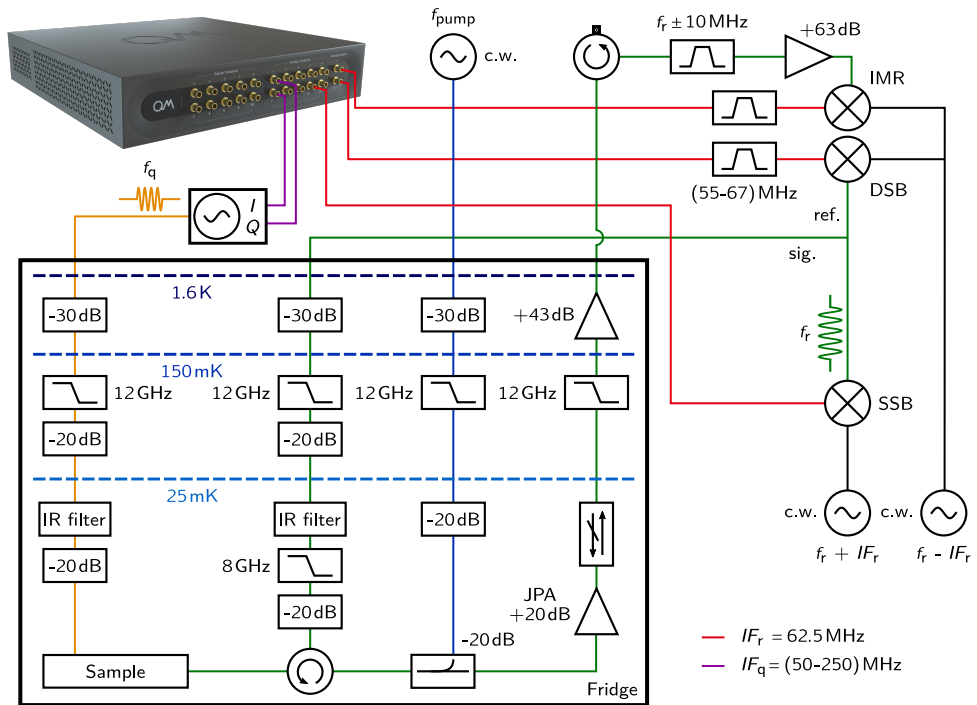 QM
QM
f_pump
c.w.
f_r ± 10 MHz
+63 dB
IMR
DSB
(55-67) MHz
f_q
I
Q
ref.
sig.
1.6 K
-30 dB
-30 dB
-30 dB
+43 dB
f_r
150 mK
12 GHz
12 GHz
12 GHz
12 GHz
SSB
-20 dB
-20 dB
25 mK
IR filter
IR filter
-20 dB
c.w.
c.w.
f_r + IF_r
f_r - IF_r
-20 dB
8 GHz
-20 dB
JPA
+20 dB
-20 dB
Sample
Fridge
IF_r = 62.5 MHz
IF_q = (50-250) MHz